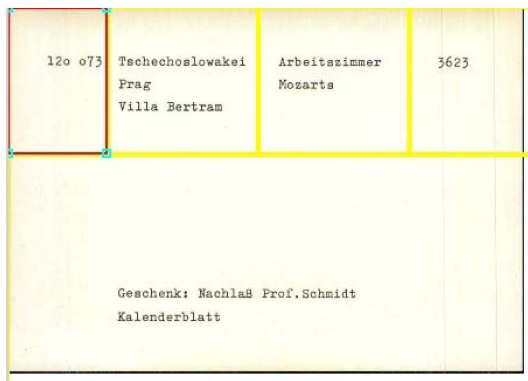 12o o73 Tschechoslowakei Arbeitszimmer 3623
Prag Mozarts
Villa Bertram
Geschenk: Nachlaß Prof.Schmidt
Kalenderblatt